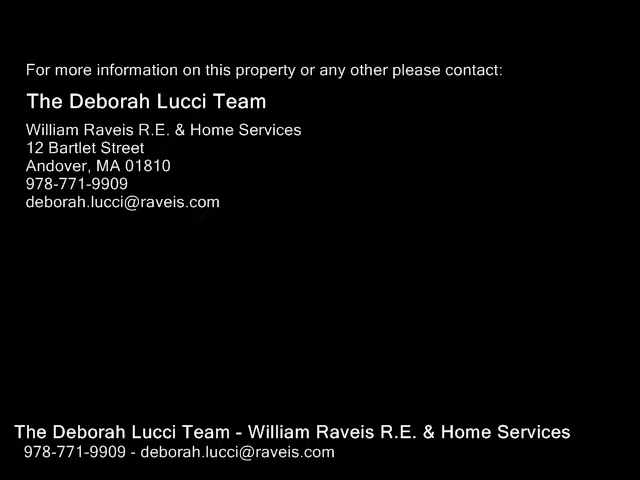 For more information on this property or any other please contact:
The Deborah Lucci Team
William Raveis R.E. & Home Services
12 Bartlet Street
Andover, MA 01810
978-771-9909
deborah.lucci@raveis.com
The Deborah Lucci Team - William Raveis R.E. & Home Services
978-771-9909 - deborah.lucci@raveis.com